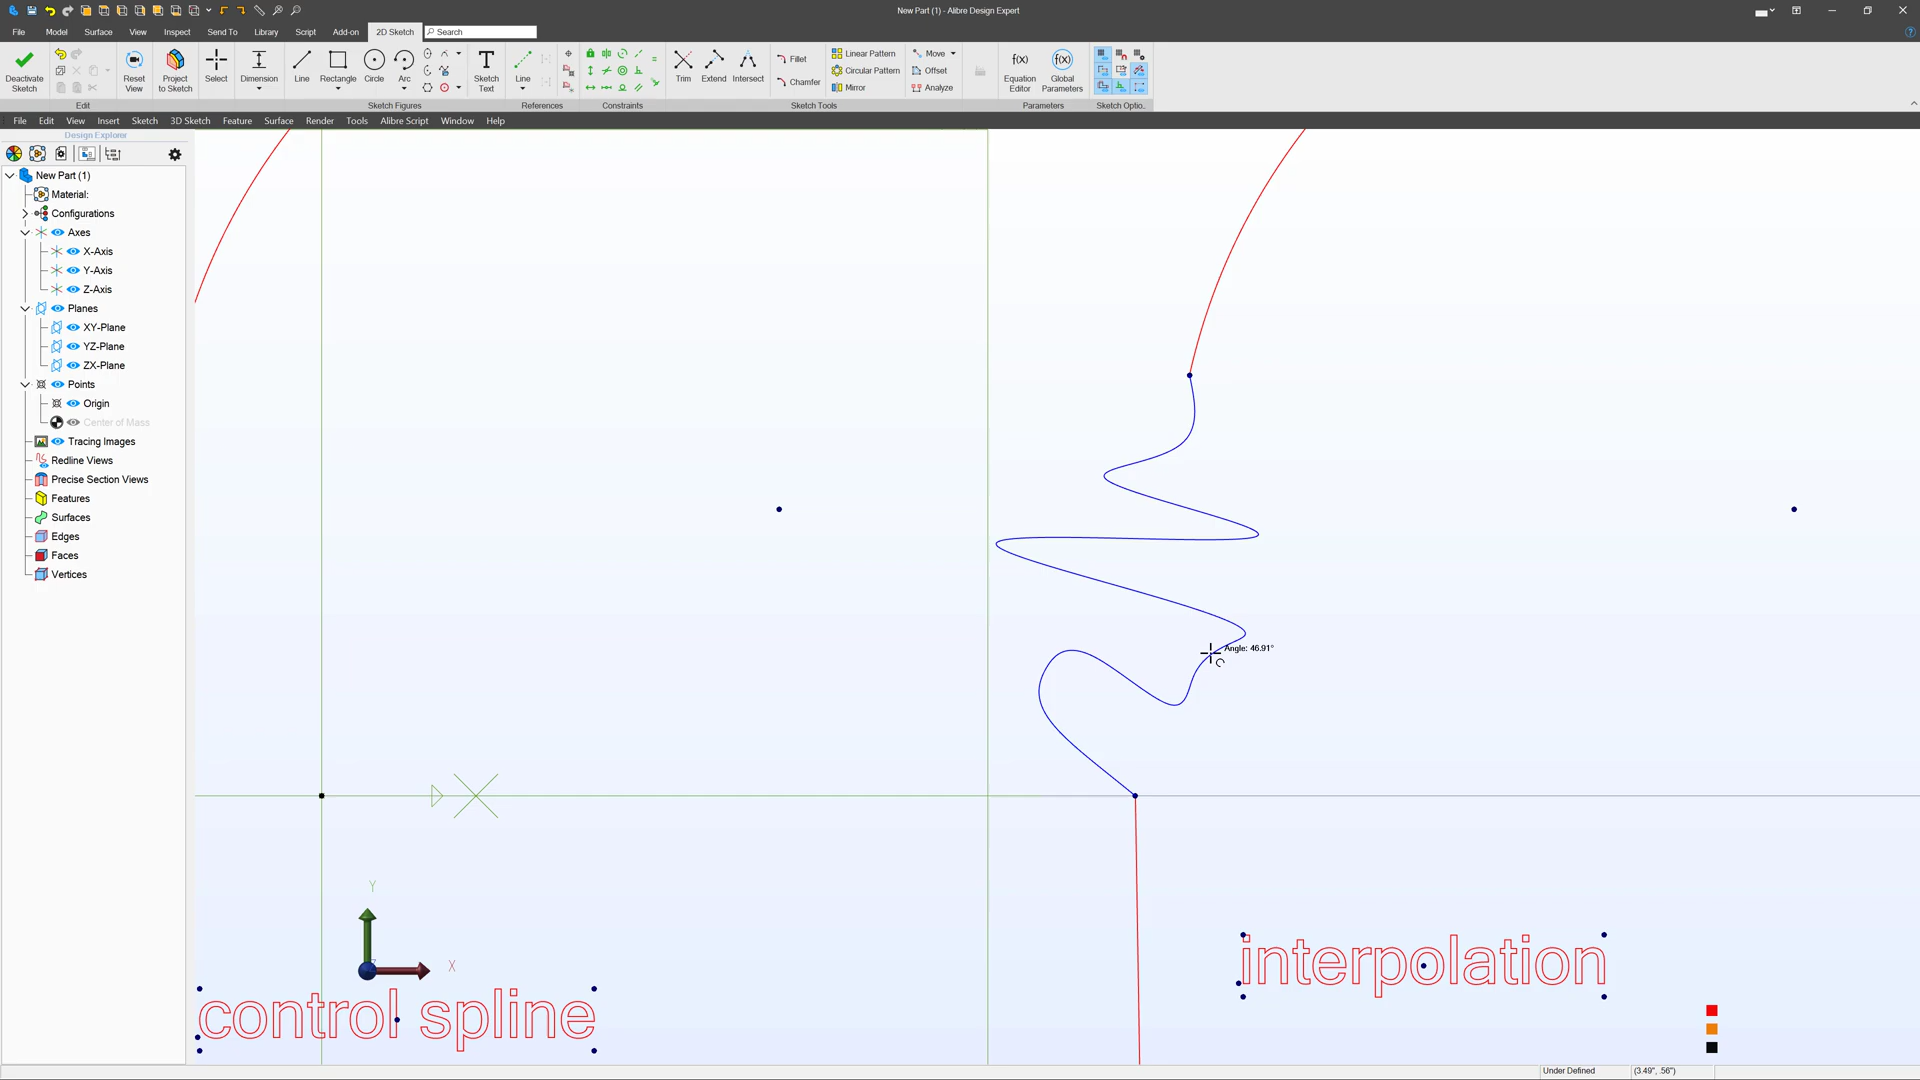 New Part (1) - Alibre Design Expert
File Model Surface View Inspect Send To Library Script Add-on 2D Sketch Search
Deactivate Sketch
Reset View
Project to Sketch
Select
Dimension
Line
Rectangle
Circle
Arc
Sketch Text
Line
Trim
Extend
Intersect
Fillet
Chamfer
Linear Pattern
Circular Pattern
Mirror
Move
Offset
Analyze
Equation Editor
Global Parameters
Edit Sketch Figures References Constraints Sketch Tools Parameters Sketch Optio..
File Edit View Insert Sketch 3D Sketch Feature Surface Render Tools Alibre Script Window Help
Design Explorer
New Part (1)
Material:
Configurations
Axes
X-Axis
Y-Axis
Z-Axis
Planes
XY-Plane
YZ-Plane
ZX-Plane
Points
Origin
Center of Mass
Tracing Images
Redline Views
Precise Section Views
Features
Surfaces
Edges
Faces
Vertices
Angle: 46.91°
Y
X
interpolation
control spline
Under Defined (3.49", .56")